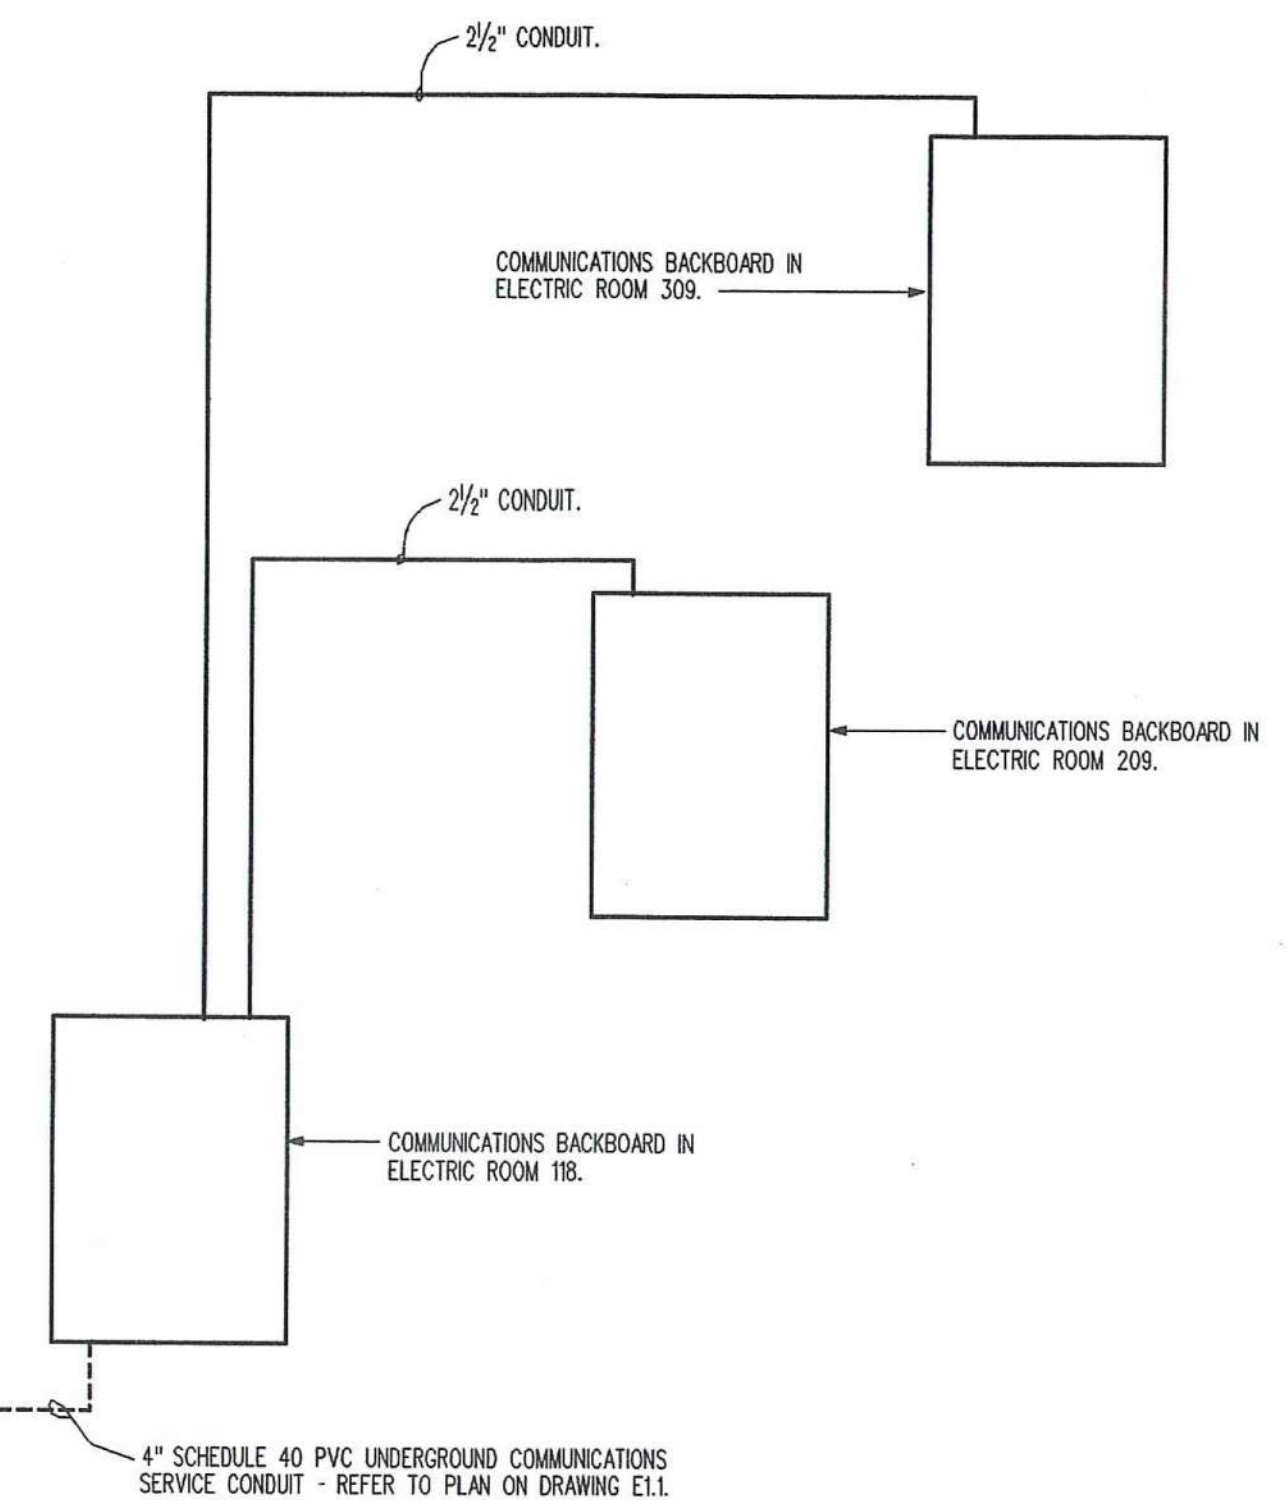 2½" CONDUIT.
COMMUNICATIONS BACKBOARD IN
ELECTRIC ROOM 309.
2½" CONDUIT.
COMMUNICATIONS BACKBOARD IN
ELECTRIC ROOM 209.
COMMUNICATIONS BACKBOARD IN
ELECTRIC ROOM 118.
4" SCHEDULE 40 PVC UNDERGROUND COMMUNICATIONS
SERVICE CONDUIT - REFER TO PLAN ON DRAWING E1.1.